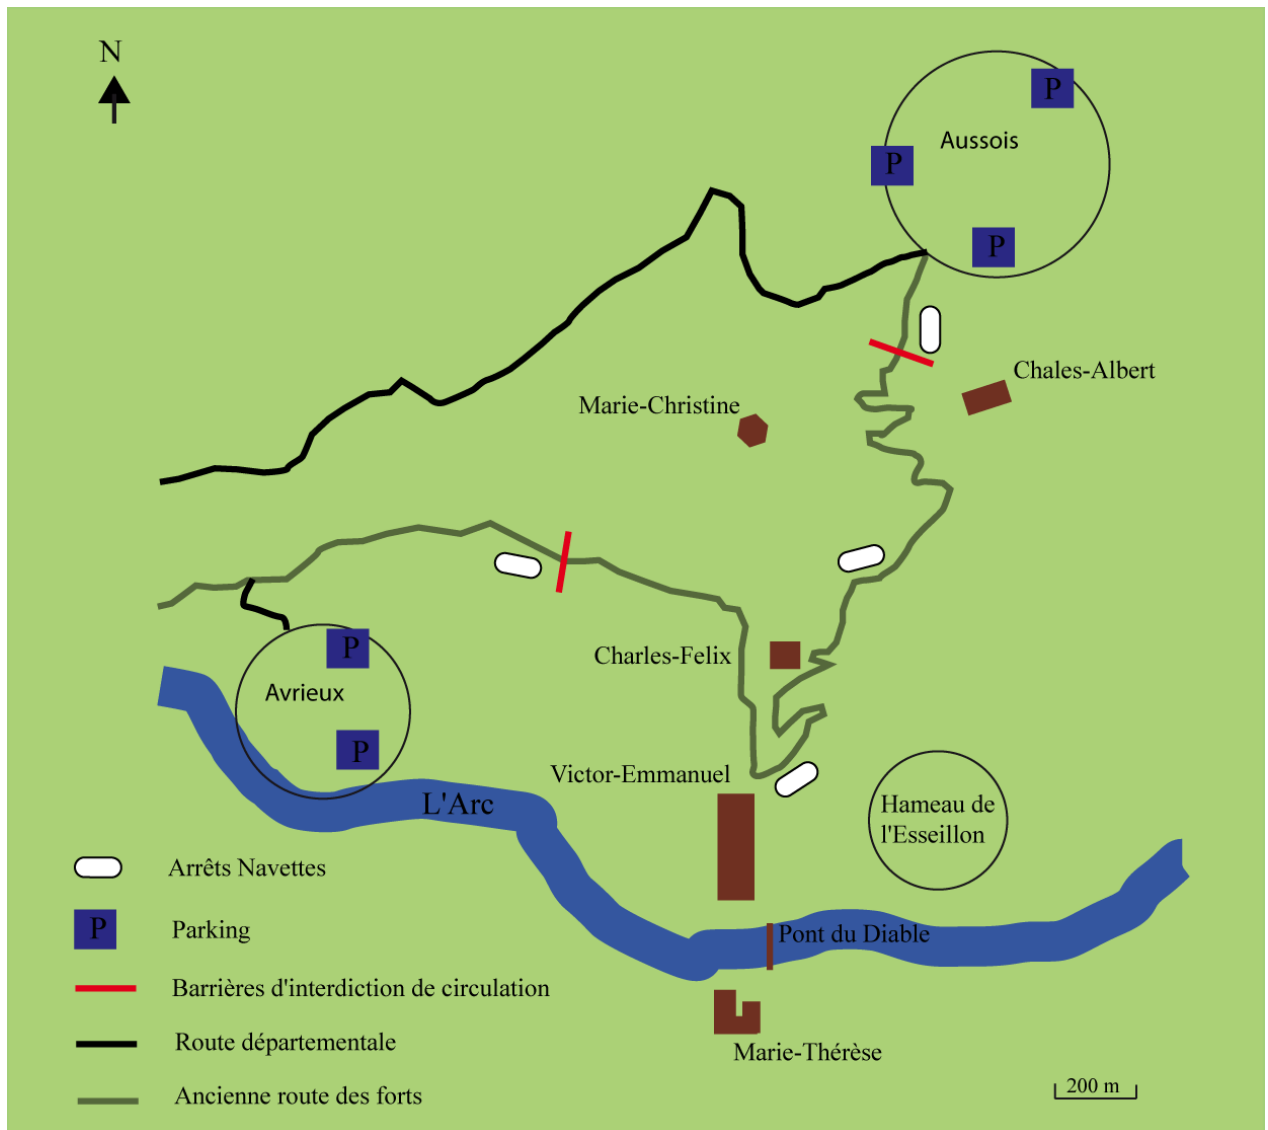 N
P
Aussois
P
P
Chales-Albert
Marie-Christine
P
Charles-Felix
Avrieux
P
Victor-Emmanuel
L'Arc
Hameau de
l'Esseillon
Arrêts Navettes
P
Parking
Pont du Diable
Barrières d'interdiction de circulation
Route départementale
Marie-Thérèse
Ancienne route des forts
200 m